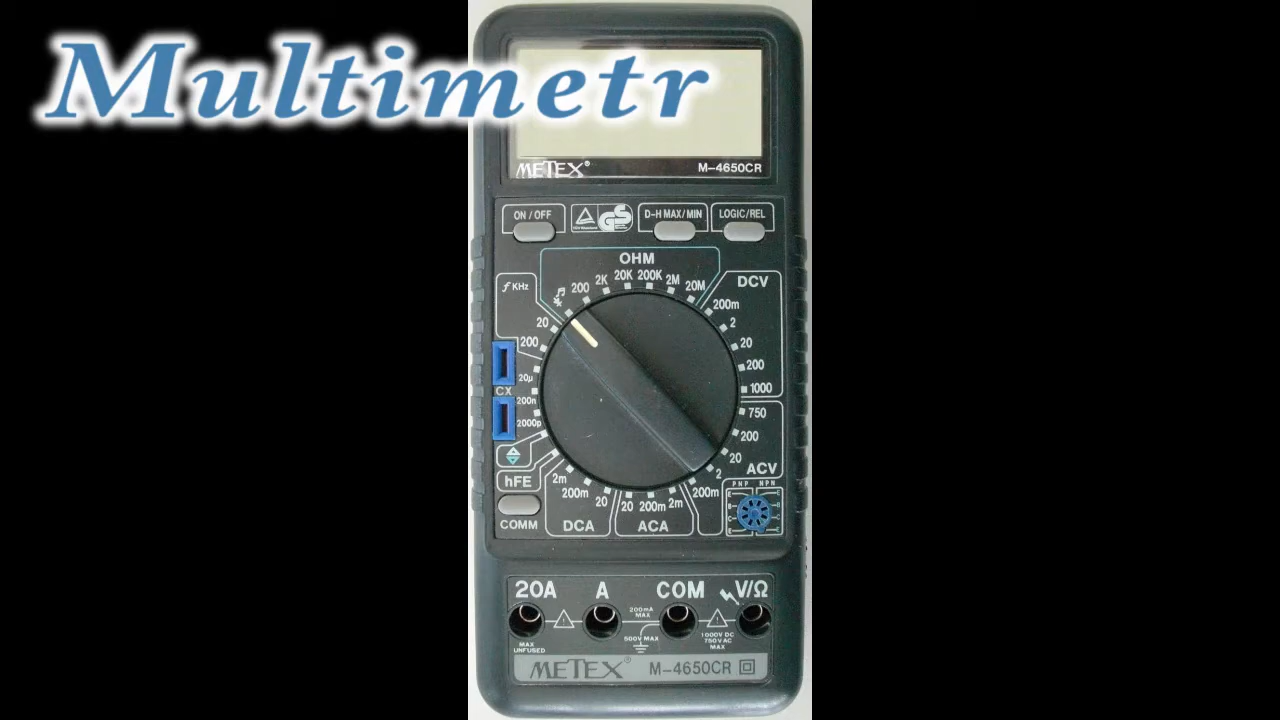 Multimetr
METEX® M-4650CR
ON/OFF D-H MAX/MIN LOGIC/REL
GS
OHM
200 2K 20K 200K 2M 20M
ƒ KHz
20
200
DCV
200m
2
20
200
1000
20µ
CX
200n
2000p
750
200
20
2
200m
ACV
hFE
COMM
2m
200m
20
DCA
20 200m 2m
ACA
PNP NPN
E E
B B
C C
E E
20A A COM V/Ω
200mA
MAX
500V MAX
MAX
UNFUSED
1000V DC
750V AC
MAX
METEX® M-4650CR